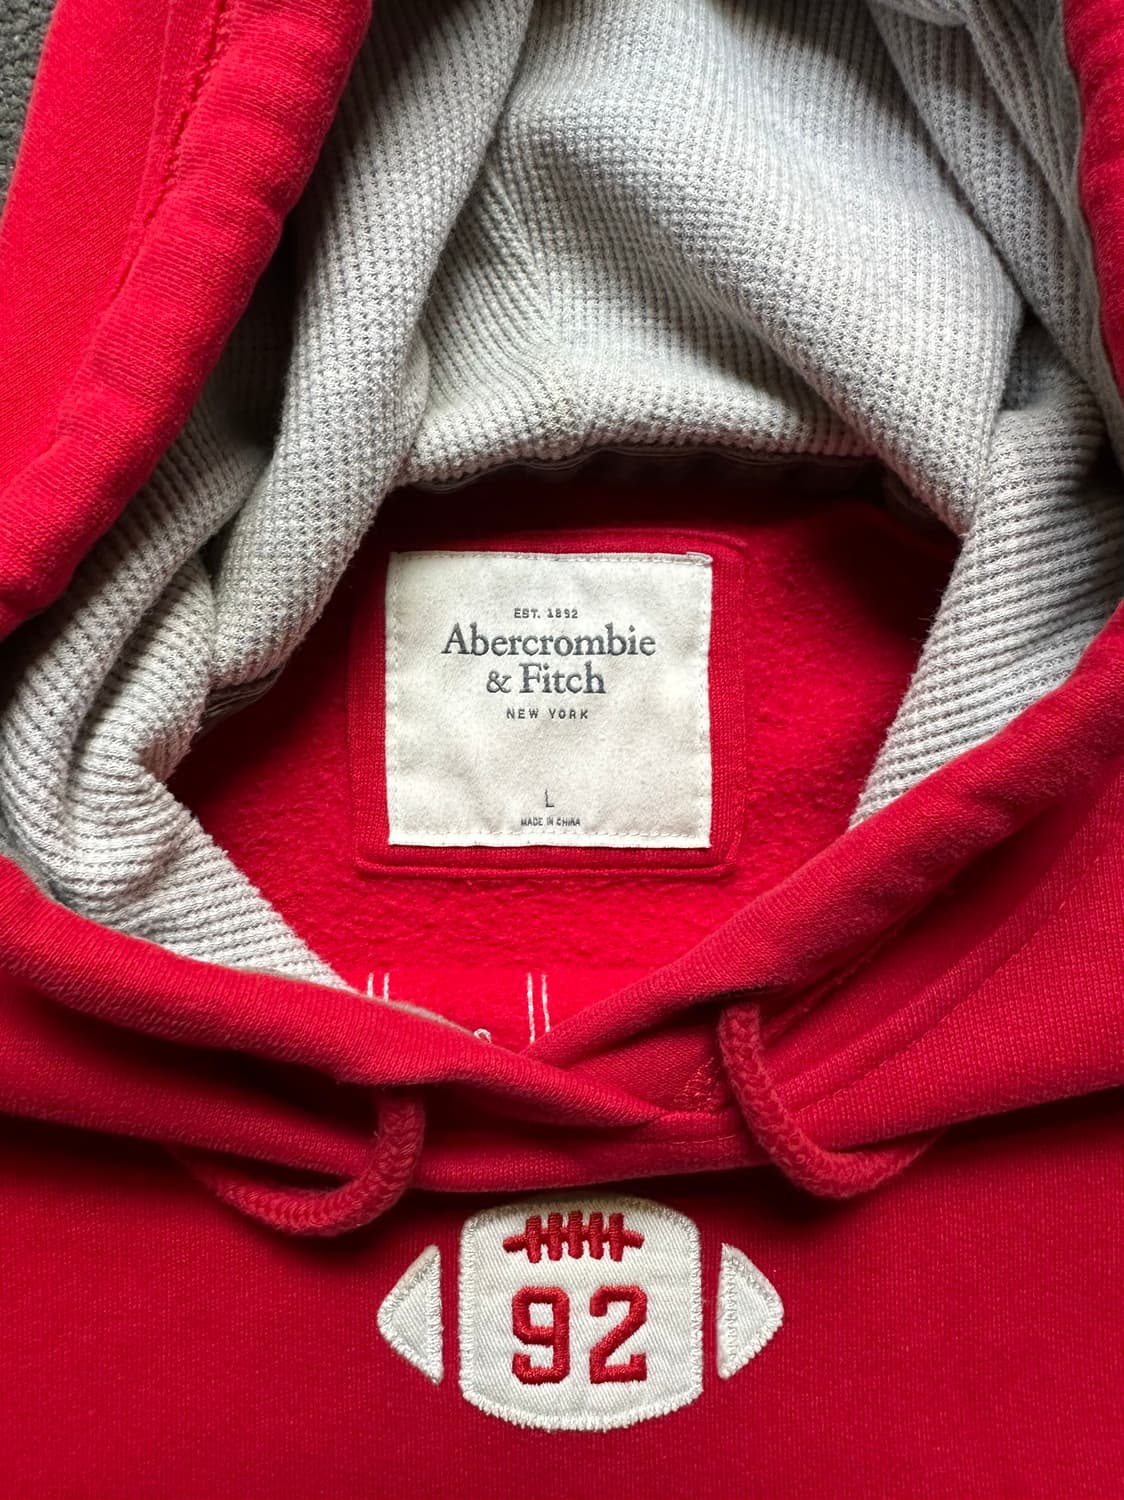 EST. 1892
Abercrombie
& Fitch
NEW YORK
L
MADE IN CHINA
92